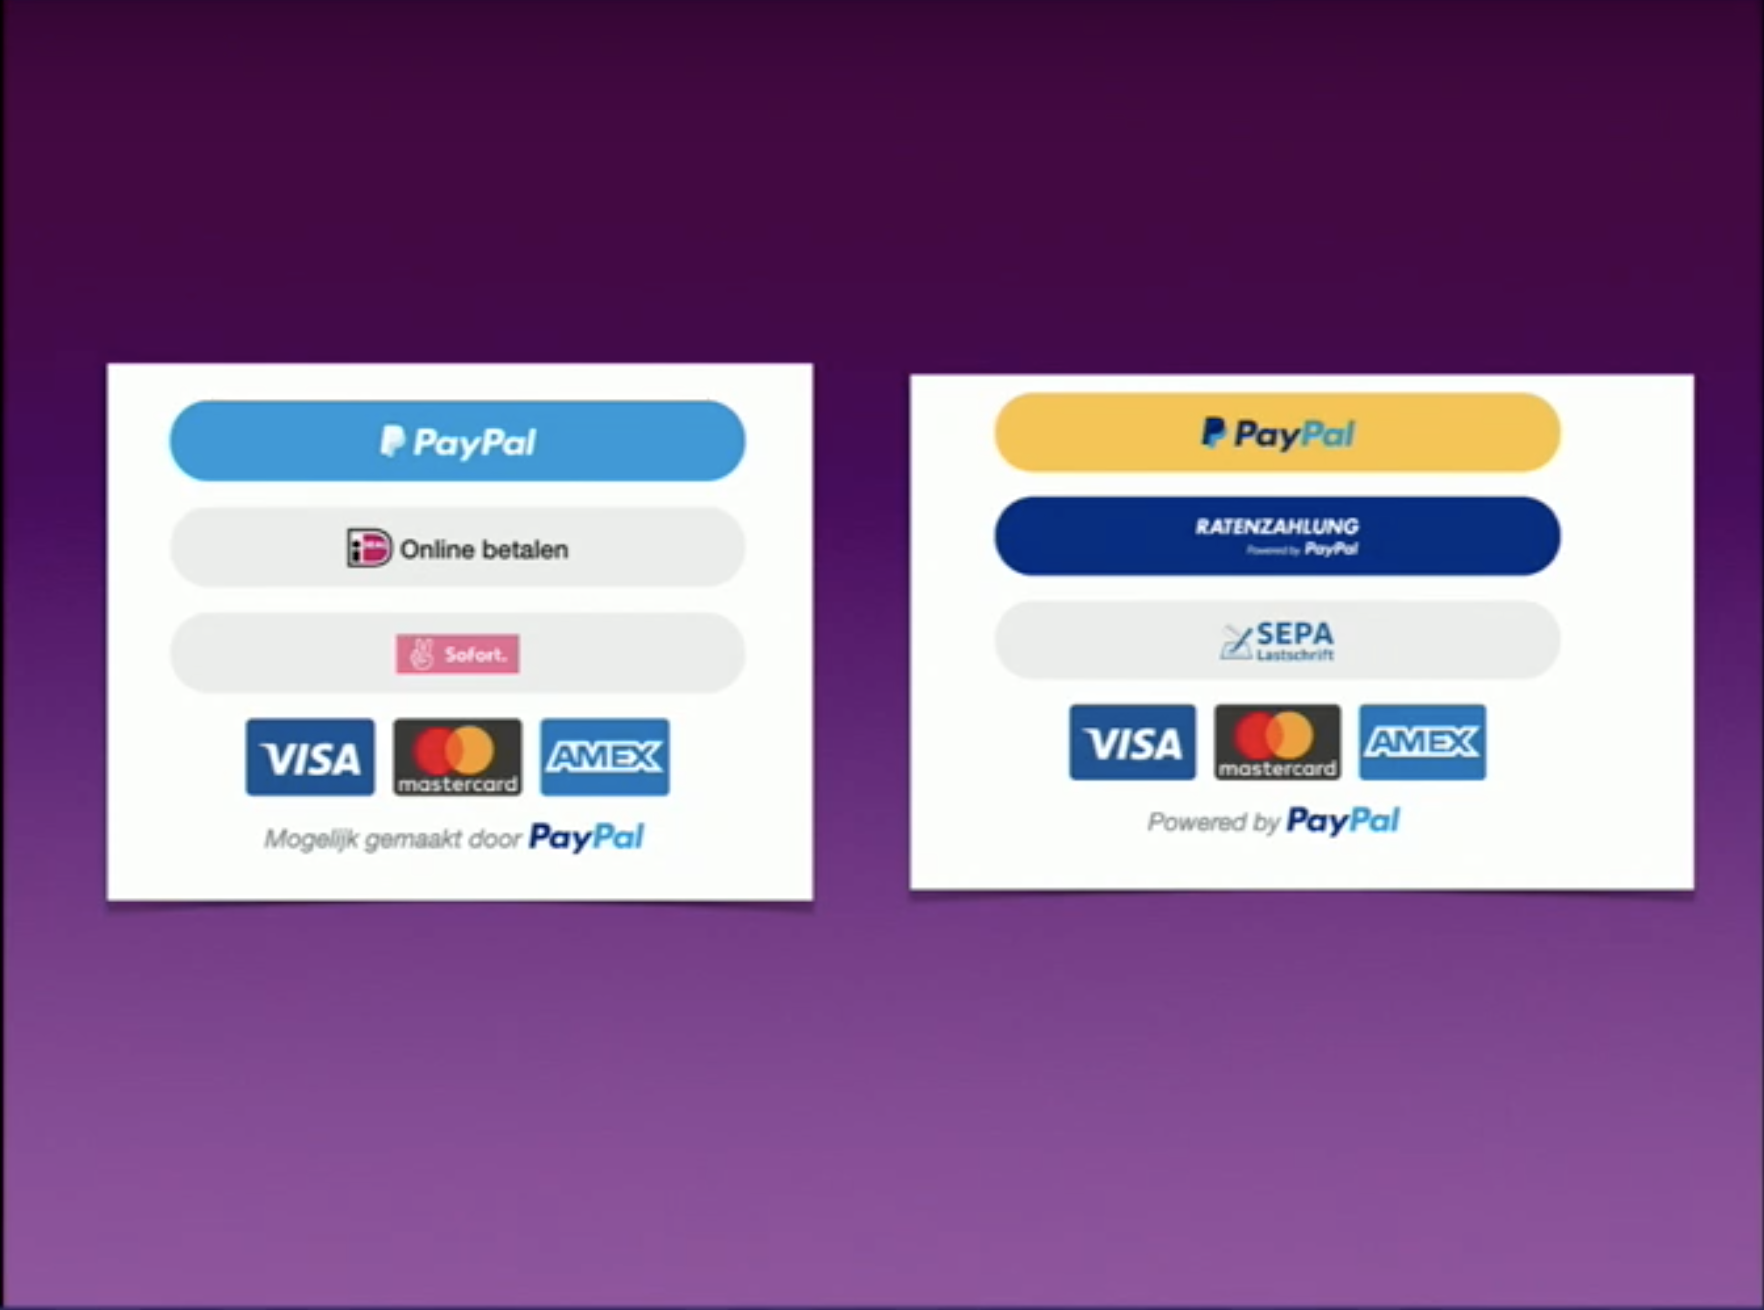 PayPal
iDEAL Online betalen
Sofort.
VISA mastercard AMEX
Mogelijk gemaakt door PayPal
PayPal
RATENZAHLUNG
Powered by PayPal
SEPA
Lastschrift
VISA mastercard AMEX
Powered by PayPal